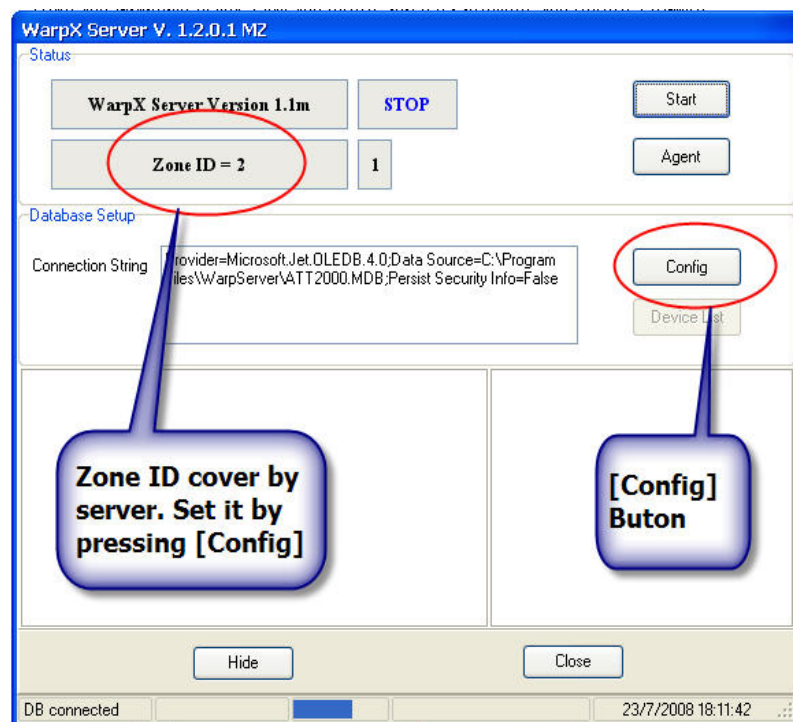 WarpX Server V. 1.2.0.1 MZ
Status
WarpX Server Version 1.1m
STOP
Start
Zone ID = 2
1
Agent
Database Setup
Connection String
Provider=Microsoft.Jet.OLEDB.4.0;Data Source=C:\Program
Files\WarpServer\ATT2000.MDB;Persist Security Info=False
Config
Device List
Zone ID cover by
server. Set it by
pressing [Config]
[Config]
Buton
Hide
Close
DB connected
23/7/2008 18:11:42